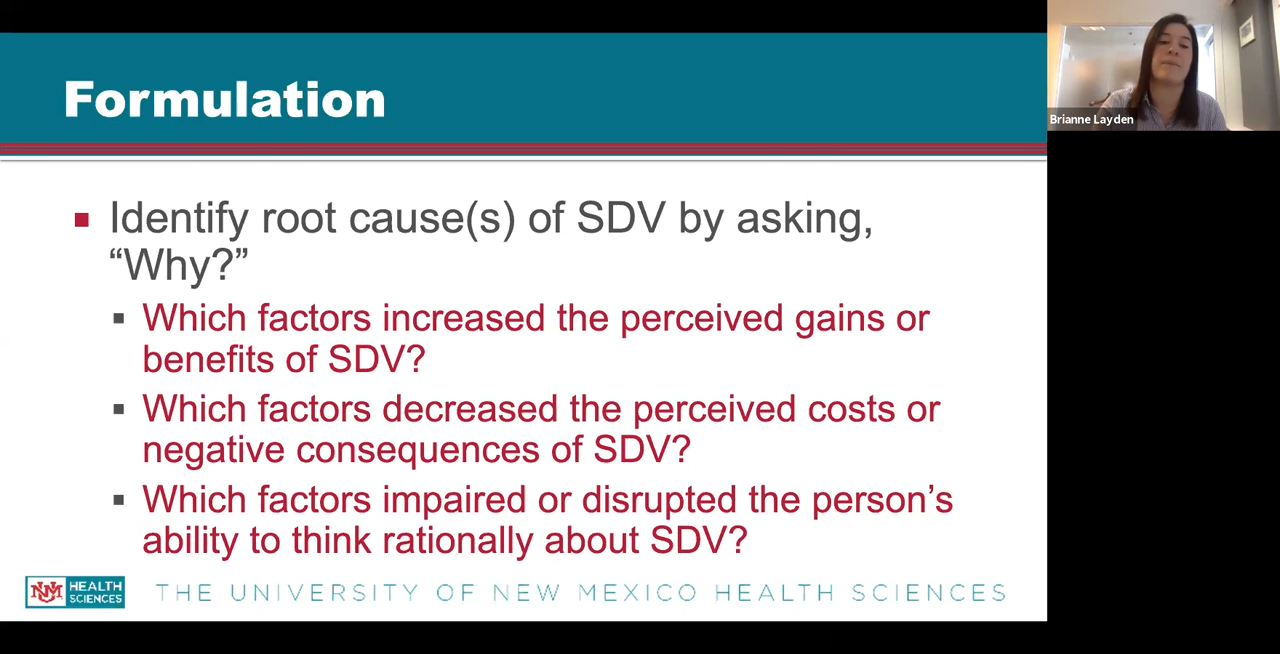 Formulation
Brianne Layden
Identify root cause(s) of SDV by asking,
“Why?”
Which factors increased the perceived gains or
benefits of SDV?
Which factors decreased the perceived costs or
negative consequences of SDV?
Which factors impaired or disrupted the person’s
ability to think rationally about SDV?
UNM HEALTH
SCIENCES
THE UNIVERSITY OF NEW MEXICO HEALTH SCIENCES